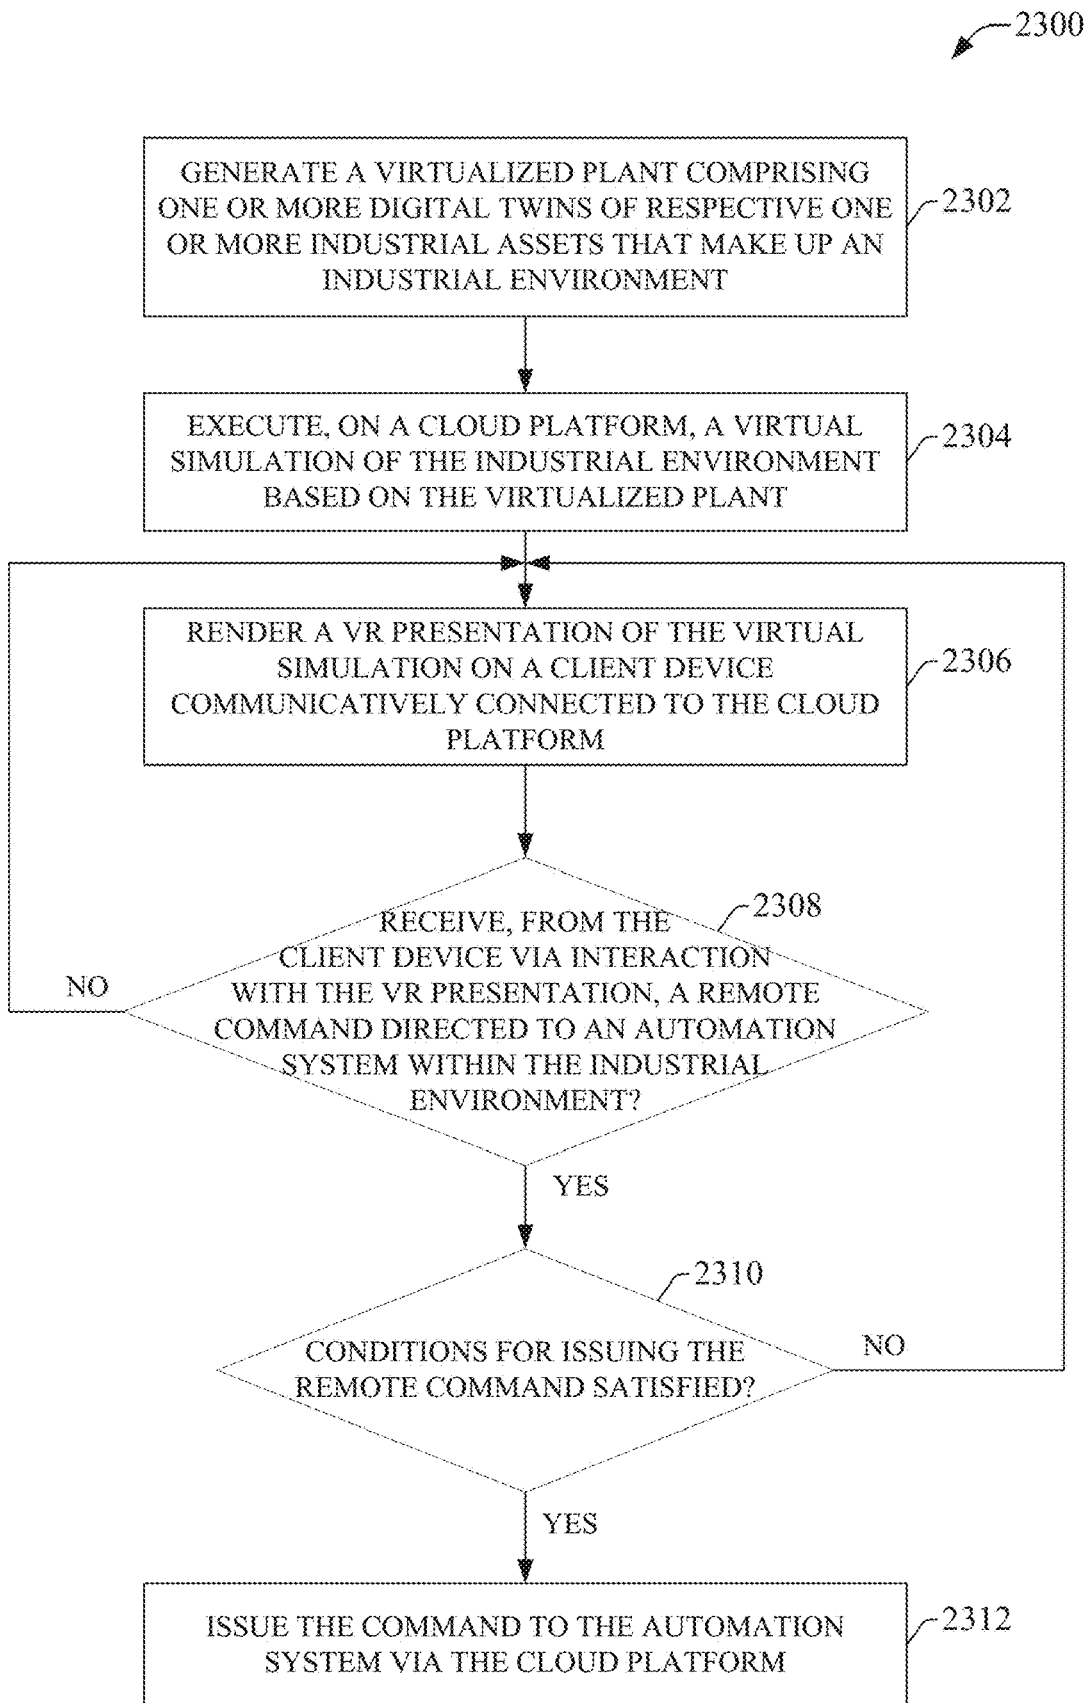 2300
GENERATE A VIRTUALIZED PLANT COMPRISING
ONE OR MORE DIGITAL TWINS OF RESPECTIVE ONE
OR MORE INDUSTRIAL ASSETS THAT MAKE UP AN
INDUSTRIAL ENVIRONMENT
2302
EXECUTE, ON A CLOUD PLATFORM, A VIRTUAL
SIMULATION OF THE INDUSTRIAL ENVIRONMENT
BASED ON THE VIRTUALIZED PLANT
2304
RENDER A VR PRESENTATION OF THE VIRTUAL
SIMULATION ON A CLIENT DEVICE
COMMUNICATIVELY CONNECTED TO THE CLOUD
PLATFORM
2306
RECEIVE, FROM THE
CLIENT DEVICE VIA INTERACTION
WITH THE VR PRESENTATION, A REMOTE
COMMAND DIRECTED TO AN AUTOMATION
SYSTEM WITHIN THE INDUSTRIAL
ENVIRONMENT?
2308
NO
YES
CONDITIONS FOR ISSUING THE
REMOTE COMMAND SATISFIED?
2310
NO
YES
ISSUE THE COMMAND TO THE AUTOMATION
SYSTEM VIA THE CLOUD PLATFORM
2312